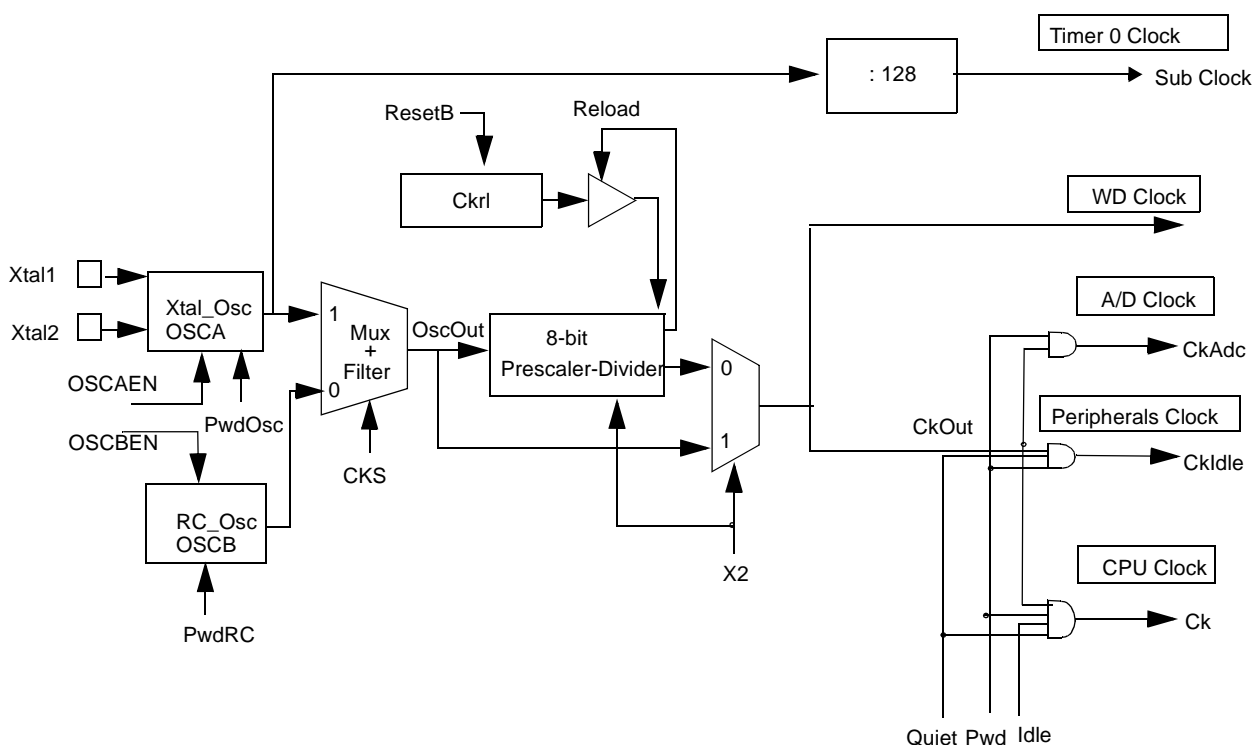 Timer 0 Clock
: 128
Sub Clock
ResetB
Reload
Ckrl
WD Clock
Xtal1
Xtal2
Xtal_Osc
OSCA
1
Mux
+
Filter
0
OscOut
8-bit
Prescaler-Divider
0
1
A/D Clock
CkAdc
OSCAEN
PwdOsc
OSCBEN
CKS
CkOut
Peripherals Clock
CkIdle
RC_Osc
OSCB
X2
CPU Clock
PwdRC
Ck
Quiet
Pwd
Idle